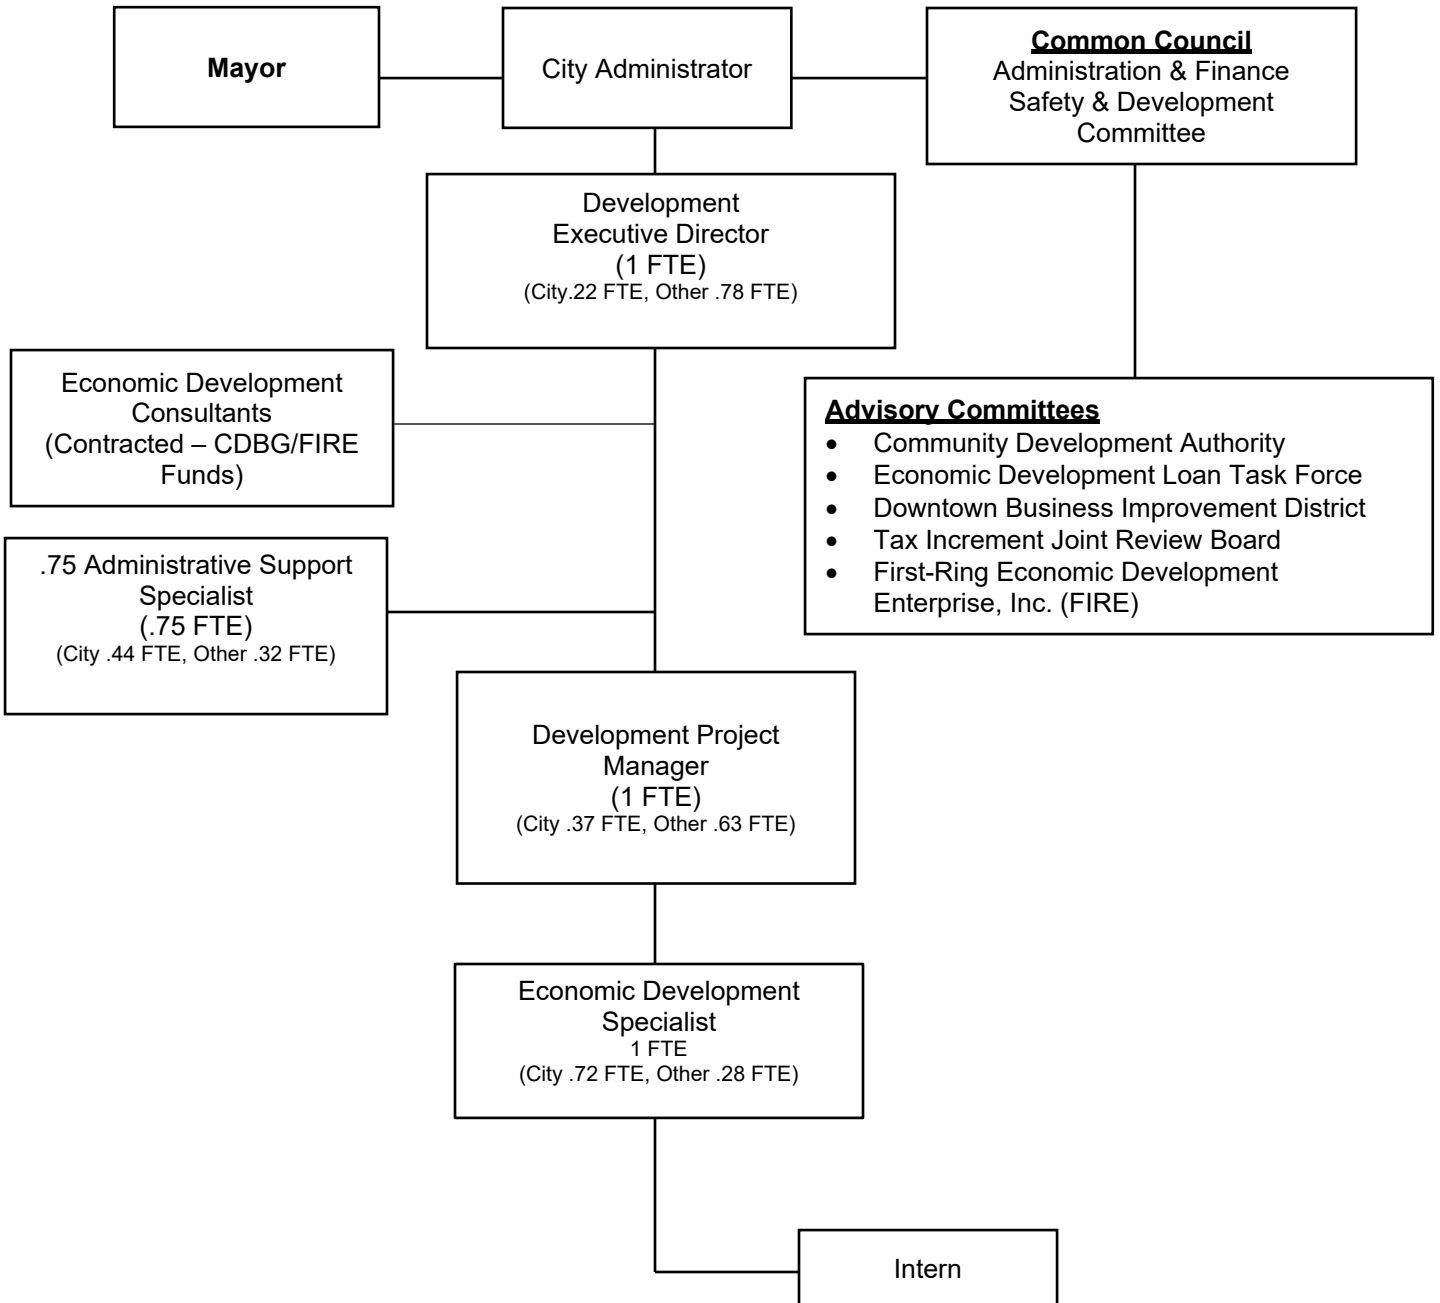 Mayor
City Administrator
Common Council
Administration & Finance
Safety & Development
Committee
Development
Executive Director
(1 FTE)
(City.22 FTE, Other .78 FTE)
Economic Development
Consultants
(Contracted – CDBG/FIRE
Funds)
Advisory Committees
• Community Development Authority
• Economic Development Loan Task Force
• Downtown Business Improvement District
• Tax Increment Joint Review Board
• First-Ring Economic Development
Enterprise, Inc. (FIRE)
.75 Administrative Support
Specialist
(.75 FTE)
(City .44 FTE, Other .32 FTE)
Development Project
Manager
(1 FTE)
(City .37 FTE, Other .63 FTE)
Economic Development
Specialist
1 FTE
(City .72 FTE, Other .28 FTE)
Intern